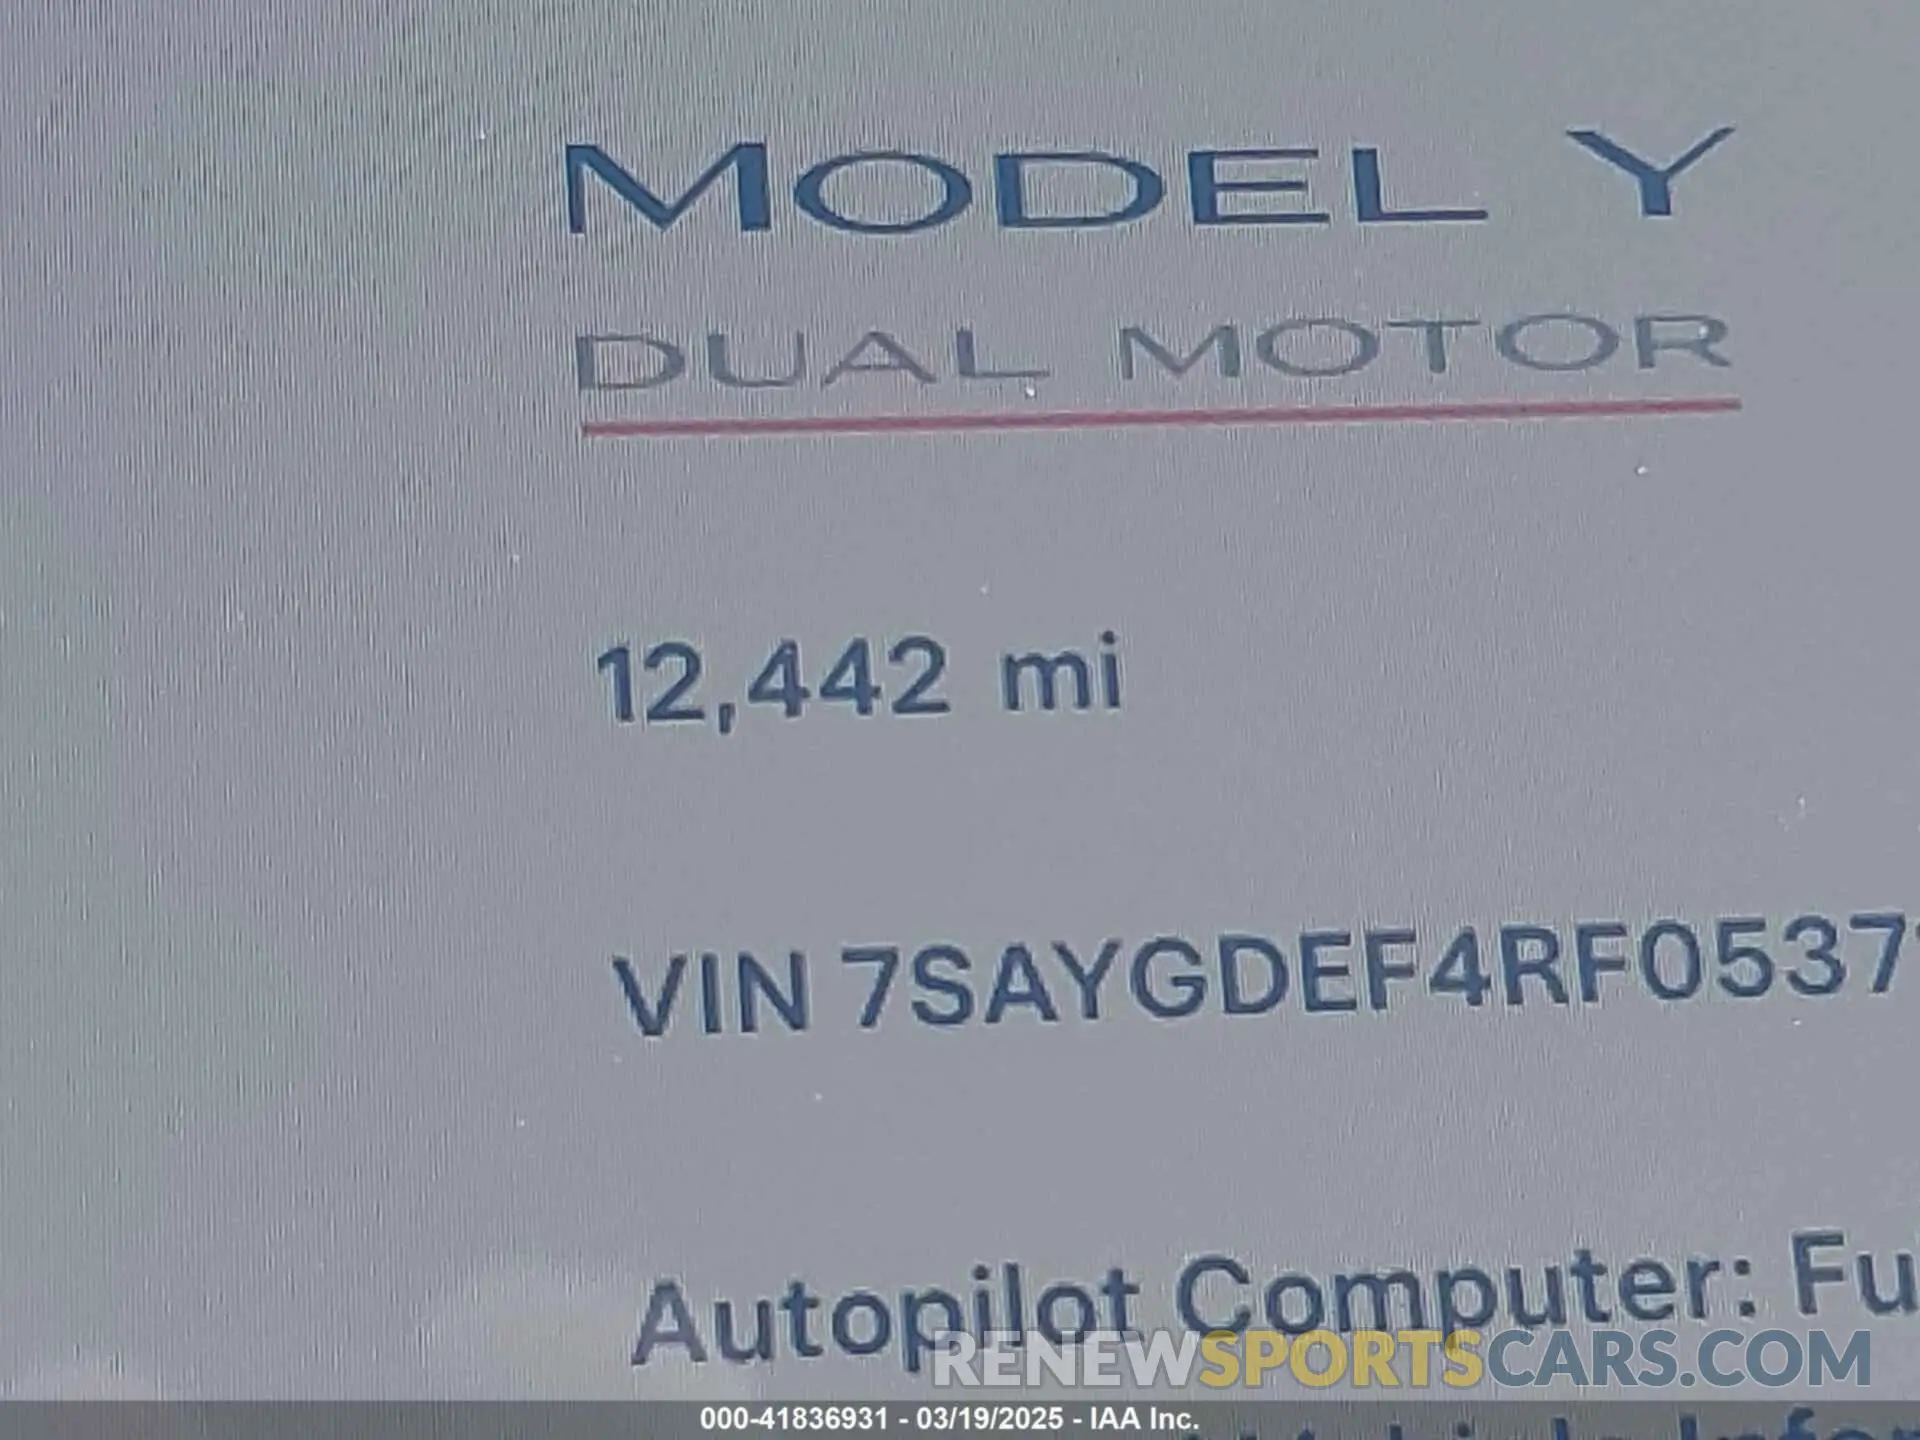 MODEL Y
DUAL MOTOR
12,442 mi
VIN 7SAYGDEF4RF0537
Autopilot Computer: Fu
RENEWSPORTSCARS.COM
000-41836931 - 03/19/2025 - IAA Inc.